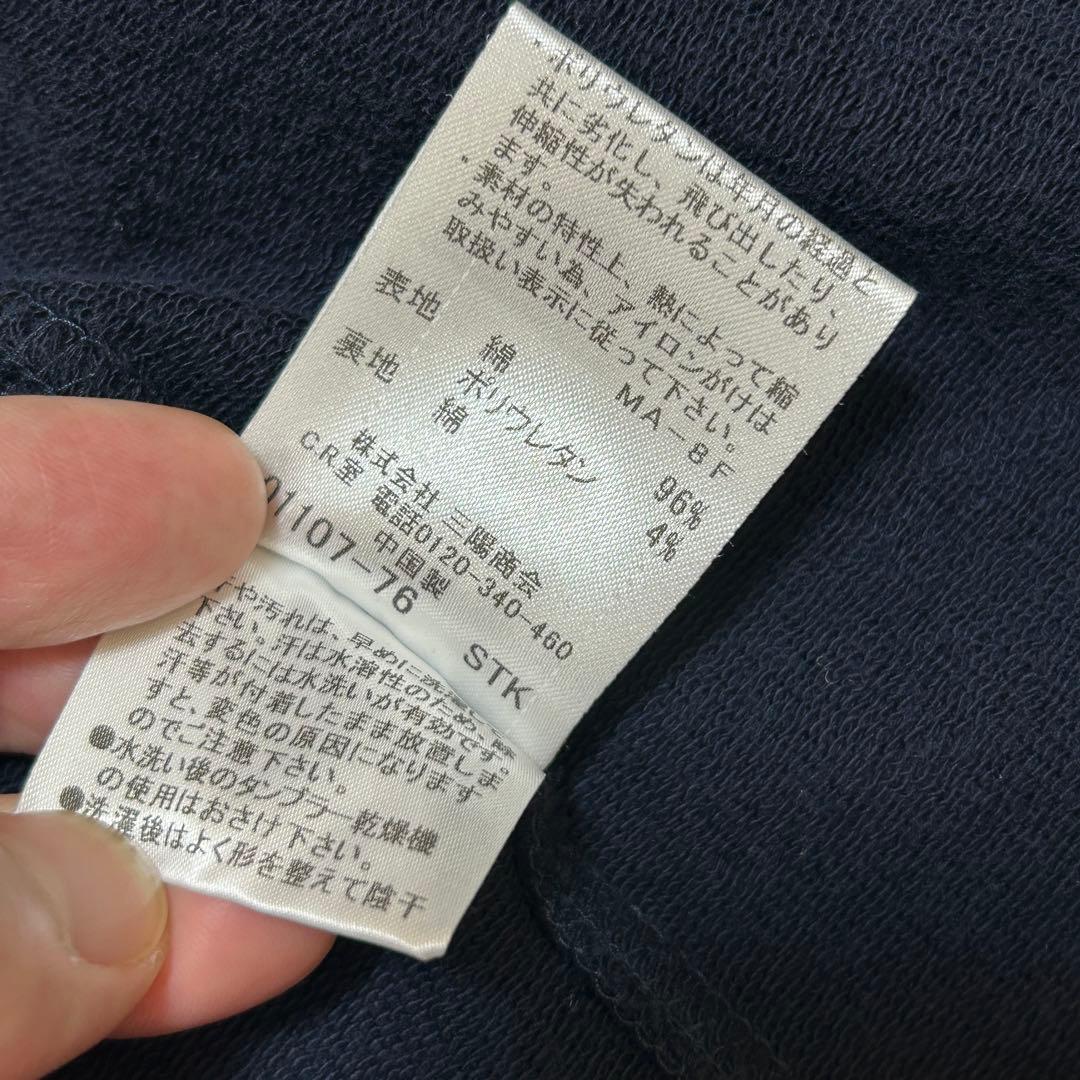 ・ポリウレタンは年月の経過と
共に劣化し、飛び出したり、
伸縮性が失われることがあり
ます。
・素材の特性上、熱によって縮
みやすい為、アイロンがけは
取扱い表示に従って下さい。
MA-8F
表地 綿 96%
ポリウレタン 4%
裏地 綿
株式会社 三陽商会
C.R室 電話0120-340-460
中国製
01107-76 STK
や汚れは、早めに洗
下さい。汗は水溶性のため、
去するには水洗いが有効です。
汗等が付着したまま放置しま
すと、変色の原因になります
のでご注意下さい。
●水洗い後のタンブラー乾燥機
の使用はおさけ下さい。
●洗濯後はよく形を整えて陰干